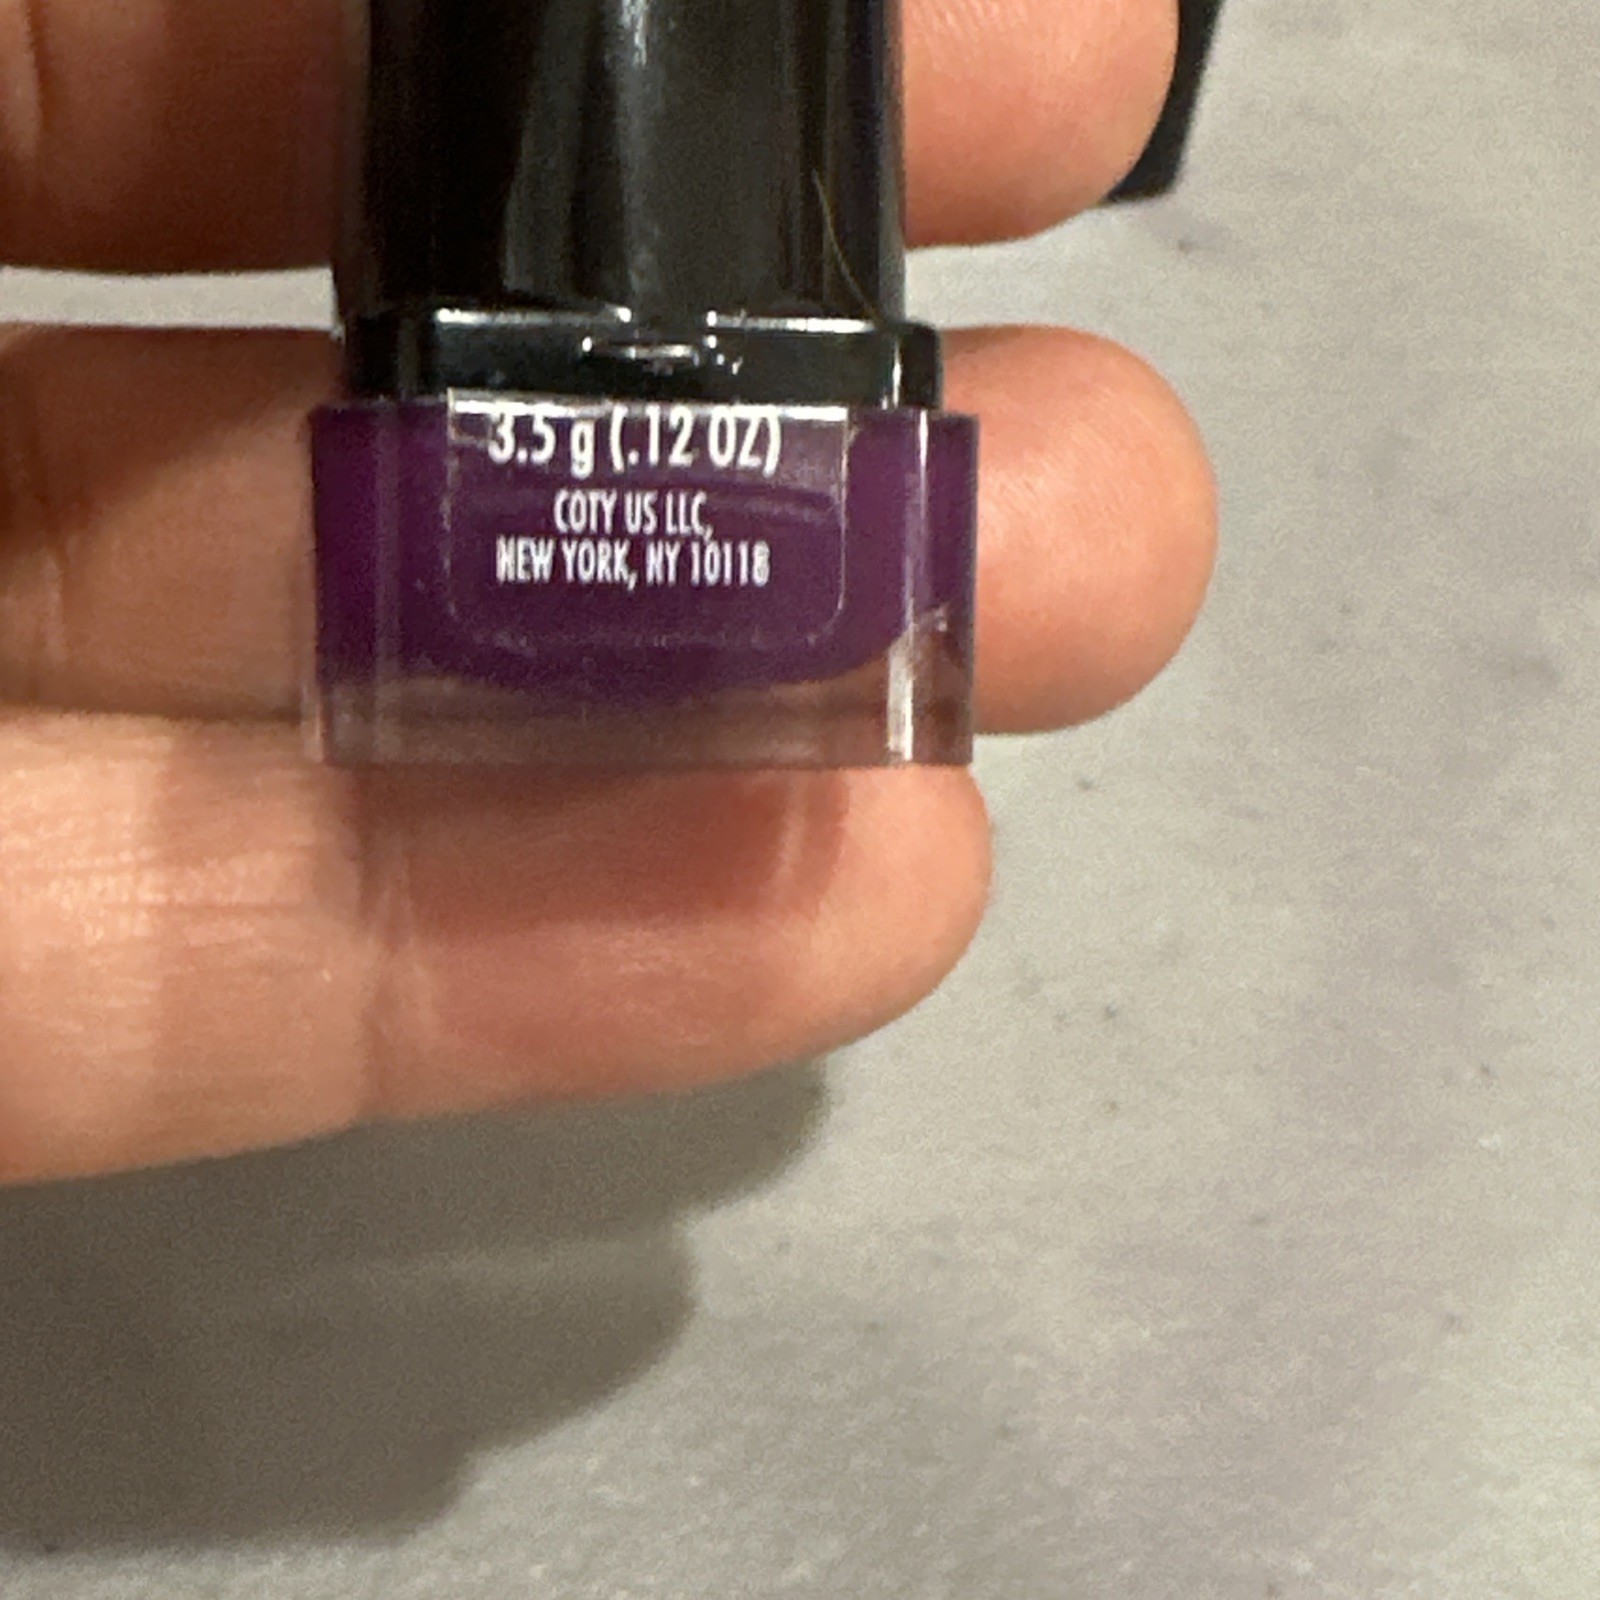 3.5 g (.12 OZ)
COTY US LLC,
NEW YORK, NY 10118